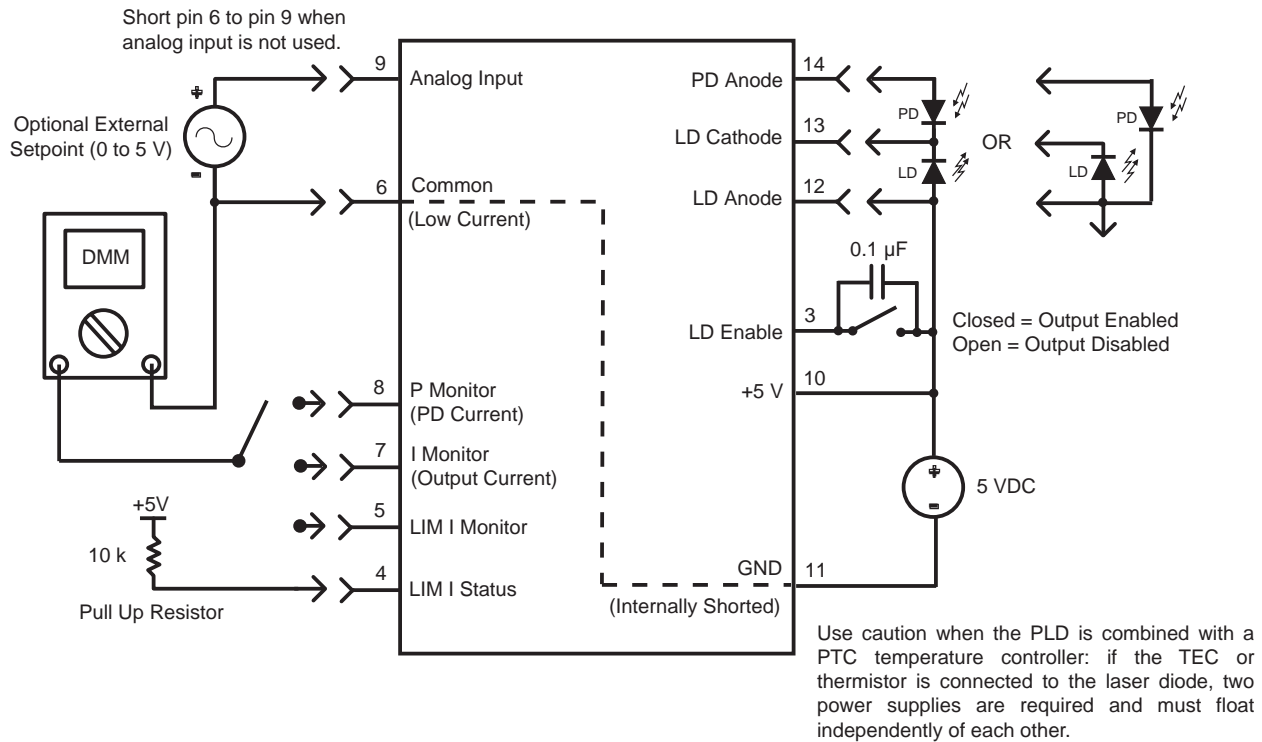 Short pin 6 to pin 9 when
analog input is not used.
9
Analog Input
+
Optional External
Setpoint (0 to 5 V)
-
6
Common
(Low Current)
DMM
8
P Monitor
(PD Current)
7
I Monitor
(Output Current)
5
LIM I Monitor
+5V
10 k
4
LIM I Status
Pull Up Resistor
PD Anode
14
PD
LD Cathode
13
LD
LD Anode
12
OR
PD
LD
0.1 µF
LD Enable
3
Closed = Output Enabled
Open = Output Disabled
+5 V
10
+
5 VDC
-
GND
11
(Internally Shorted)
Use caution when the PLD is combined with a
PTC temperature controller: if the TEC or
thermistor is connected to the laser diode, two
power supplies are required and must float
independently of each other.